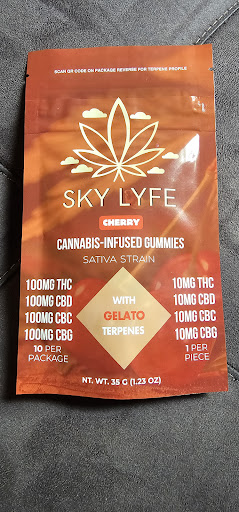 SCAN OR CODE ON PACKAGE REVERSE FOR TERPENE PROFILE
SKY LYFE
CHERRY
CANNABIS-INFUSED GUMMIES
SATIVA STRAIN
100MG THC
100MG CBD
100MG CBC
100MG CBG
10 PER
PACKAGE
WITH
GELATO
TERPENES
10MG THC
10MG CBD
10MG CBC
10MG CBG
1 PER
PIECE
NT. WT. 35 G (1.23 OZ)